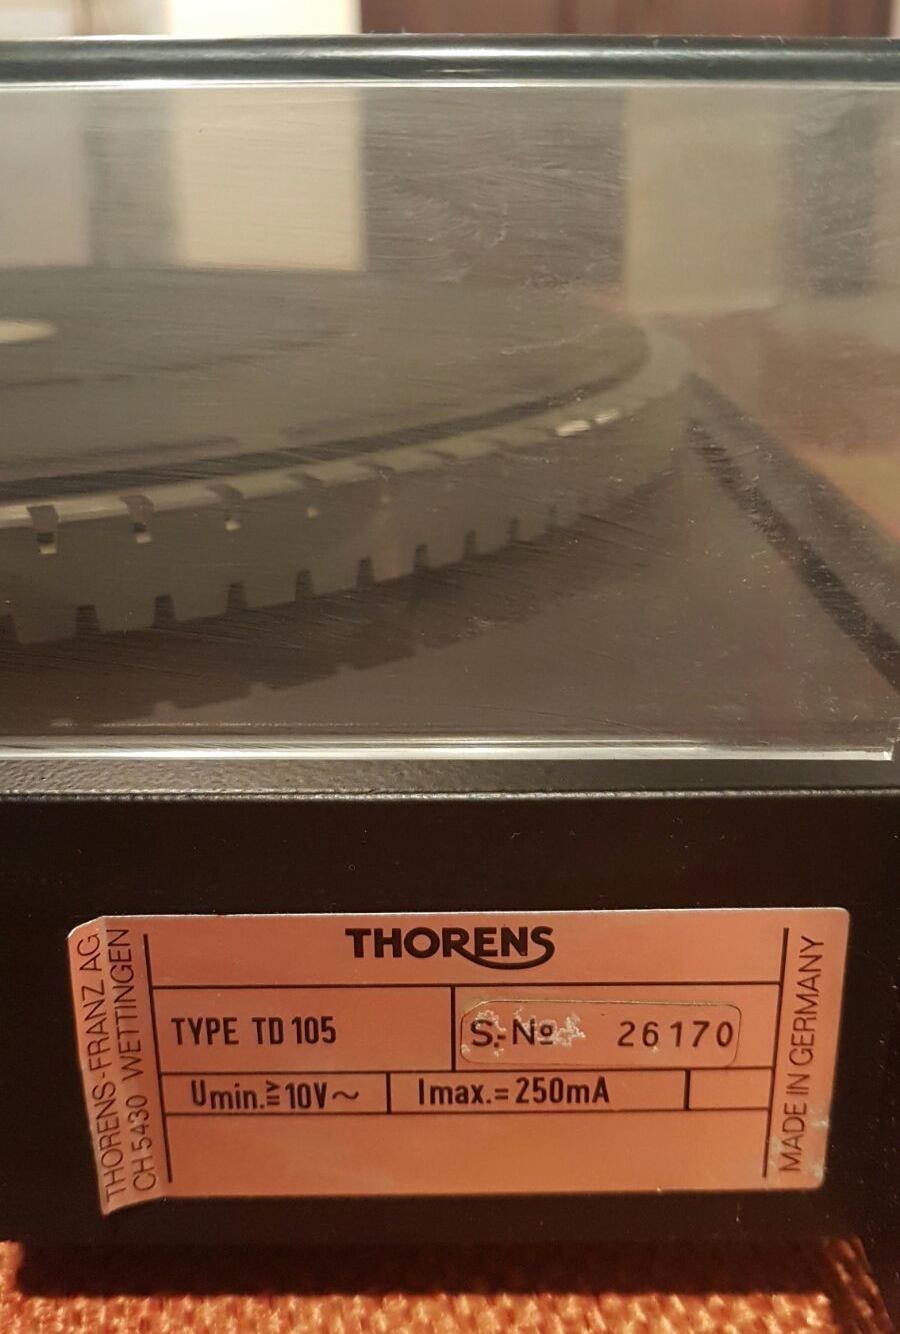 THORENS
TYPE TD 105
S.-No 26170
Umin.≧10V~ Imax.=250mA
THORENS-FRANZ AG
CH 5430 WETTINGEN
MADE IN GERMANY